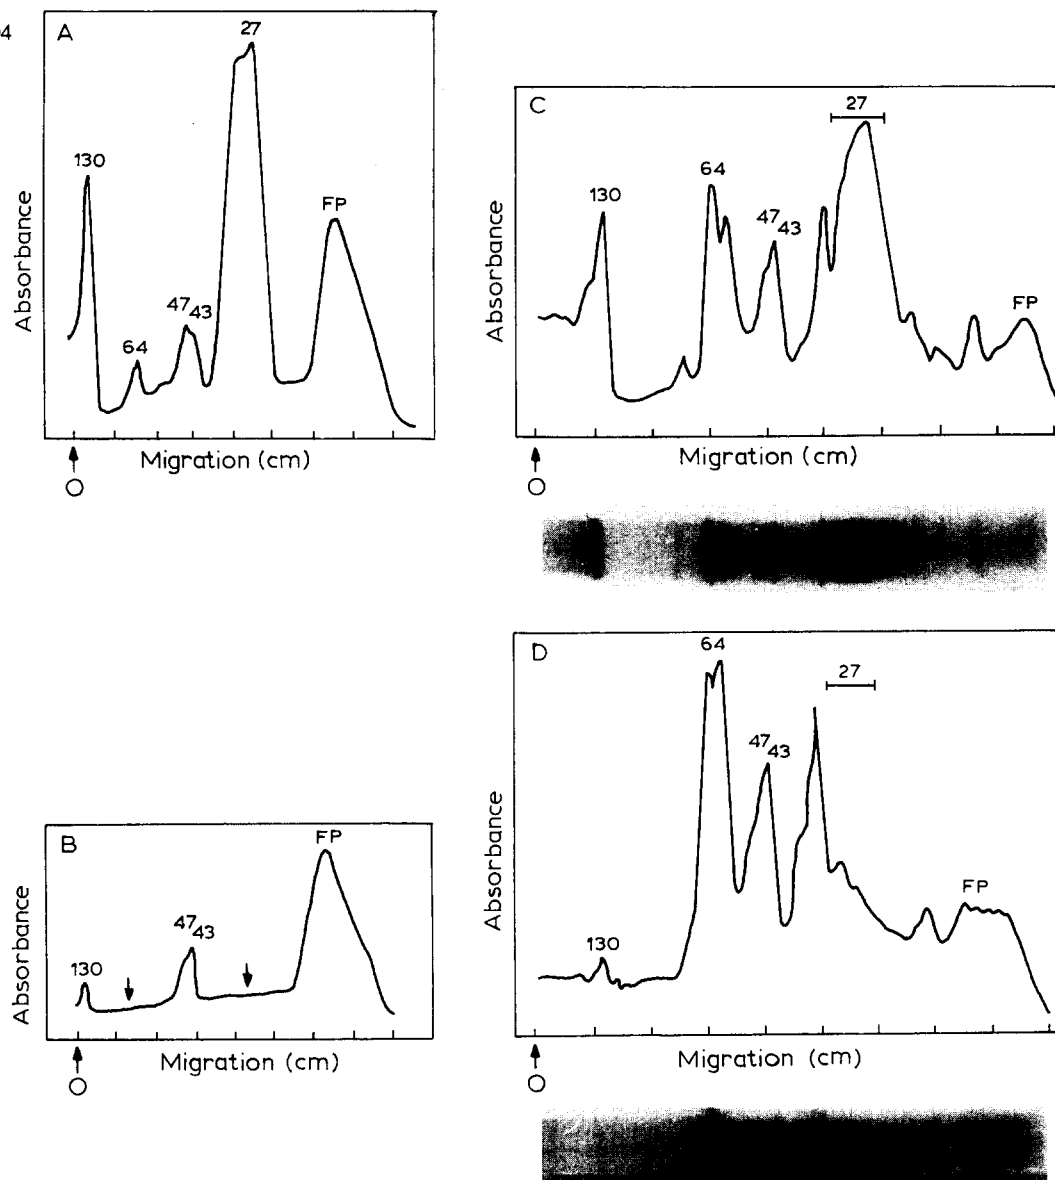 04
A
27
130
FP
47 43
64
Absorbance
Migration (cm)
O
C
27
64
130
47 43
FP
Absorbance
Migration (cm)
O
B
FP
47 43
130
Absorbance
Migration (cm)
O
D
64
27
47 43
FP
130
Absorbance
Migration (cm)
O